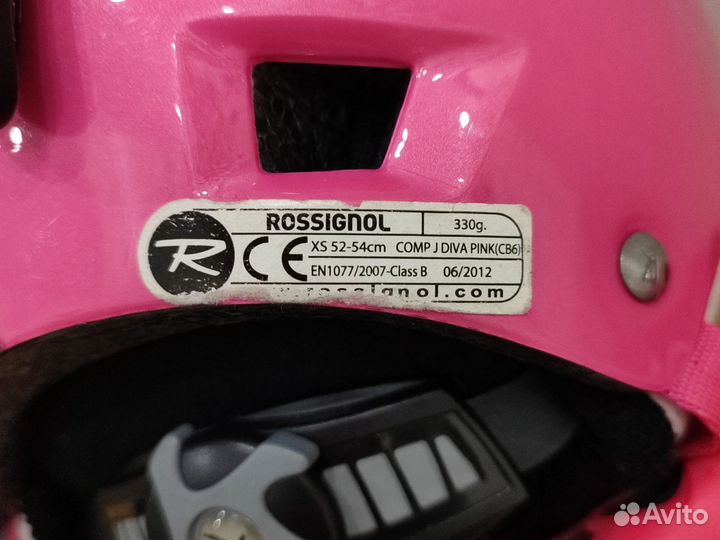 ROSSIGNOL 330g.
R CE XS 52-54cm COMP J DIVA PINK(CB6)
EN1077/2007-Class B 06/2012
.rossignol.com
Avito